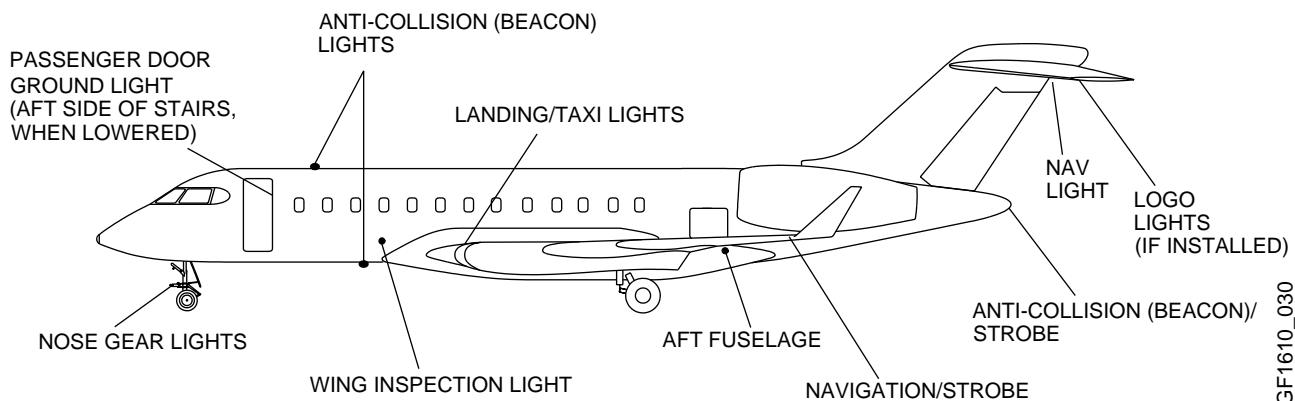 ANTI-COLLISION (BEACON)
LIGHTS
PASSENGER DOOR
GROUND LIGHT
(AFT SIDE OF STAIRS,
WHEN LOWERED)
LANDING/TAXI LIGHTS
NAV
LIGHT
LOGO
LIGHTS
(IF INSTALLED)
ANTI-COLLISION (BEACON)/
STROBE
NOSE GEAR LIGHTS
AFT FUSELAGE
WING INSPECTION LIGHT
NAVIGATION/STROBE
GF1610_030